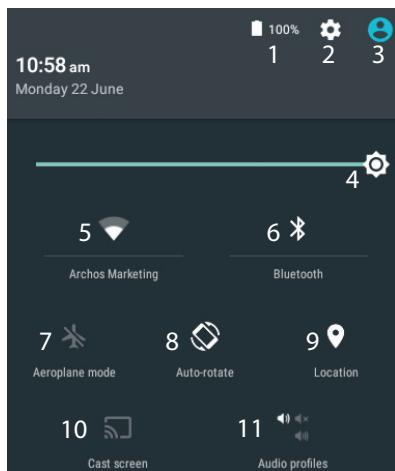 100%
1 2 3
10:58 am
Monday 22 June
4
5 6
Archos Marketing Bluetooth
7 8 9
Aeroplane mode Auto-rotate Location
10 11
Cast screen Audio profiles